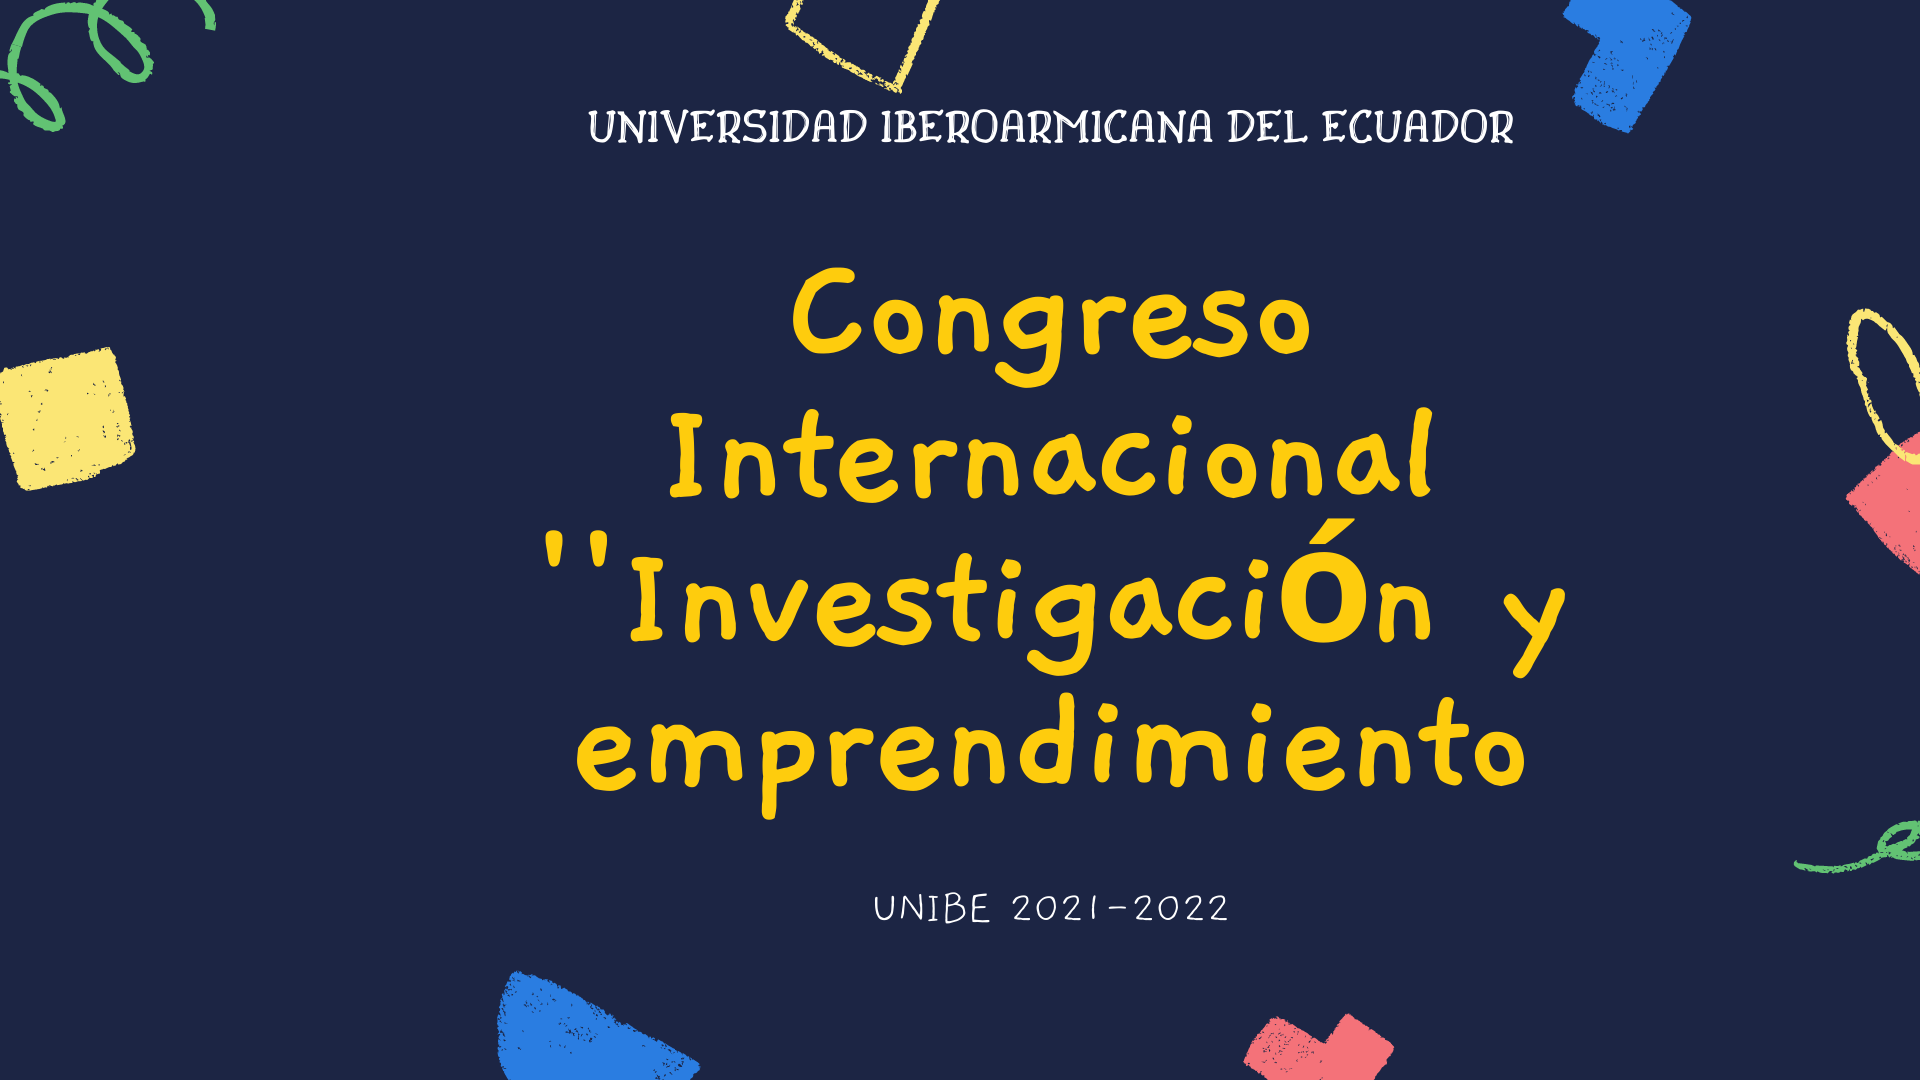 UNIVERSIDAD IBEROARMICANA DEL ECUADOR
Congreso
Internacional
''InvestigaciÓn y
emprendimiento
UNIBE 2021-2022